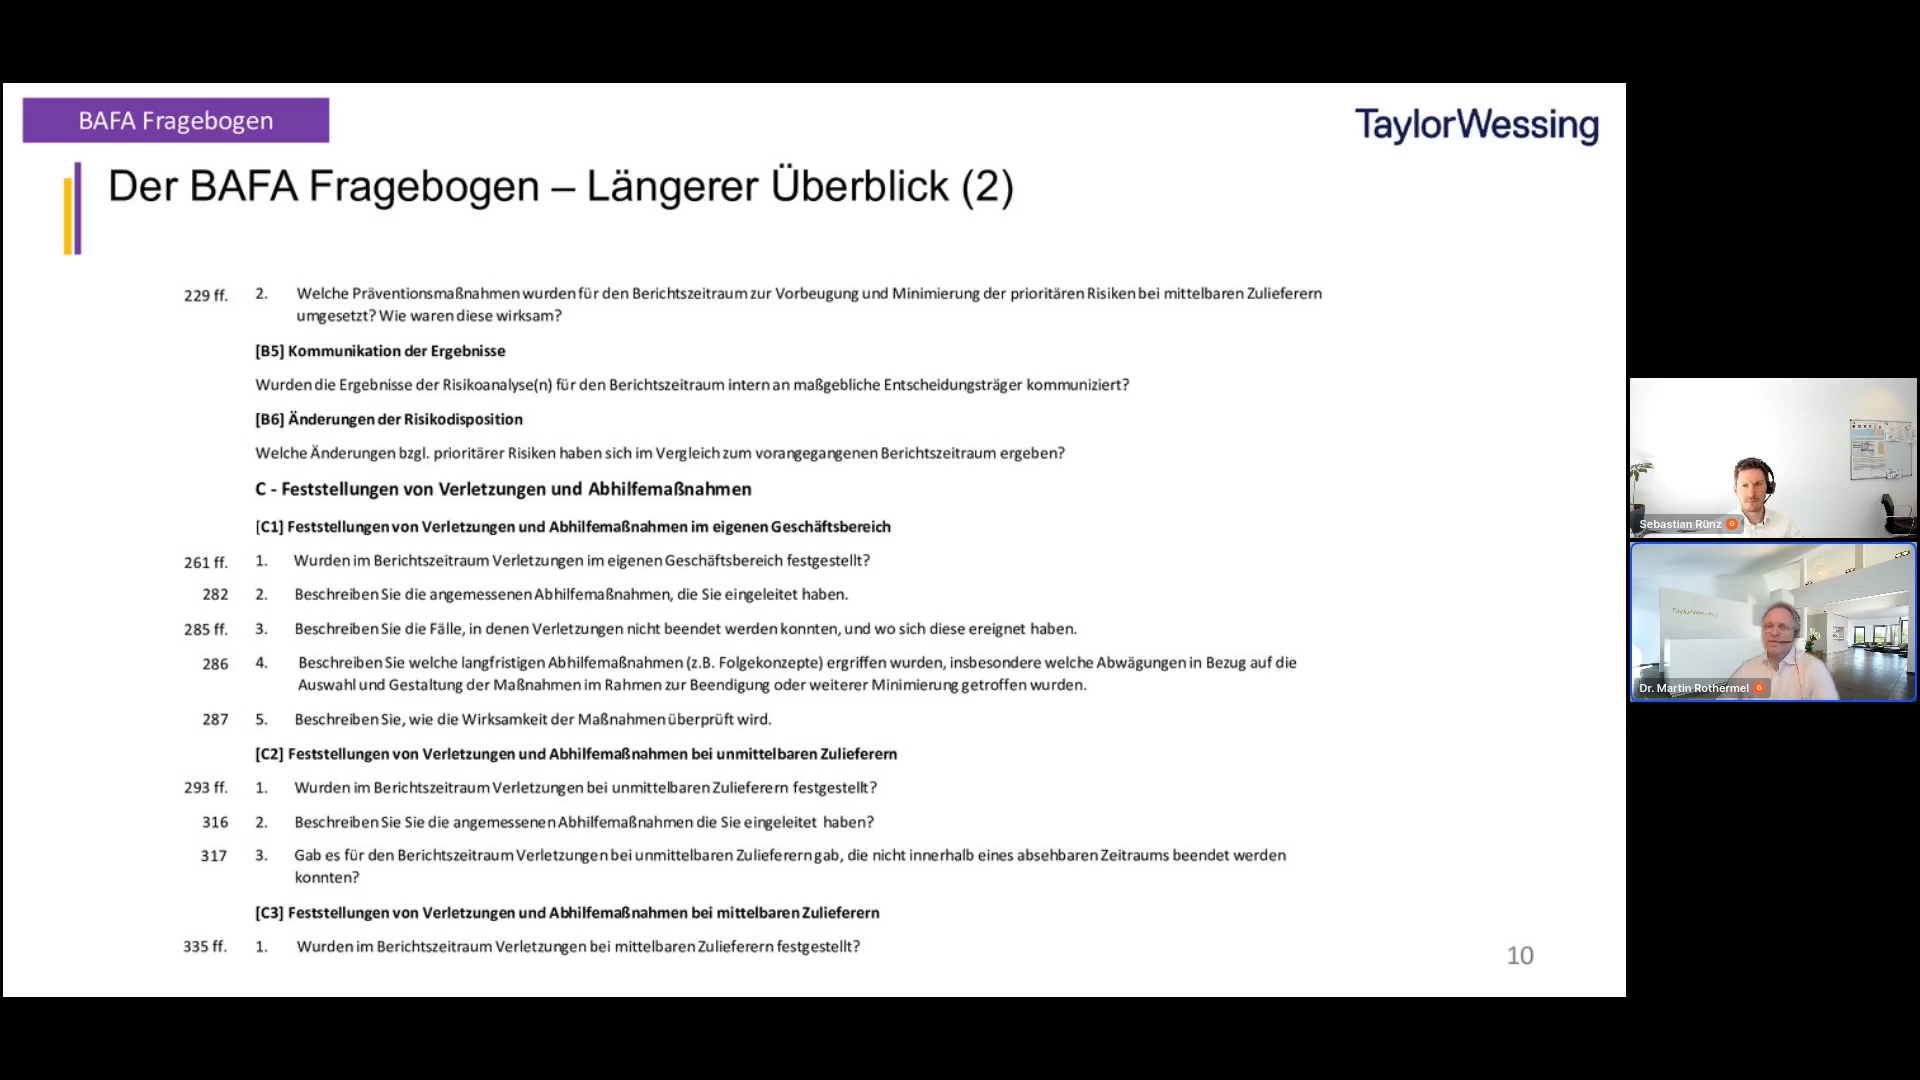 BAFA Fragebogen
TaylorWessing
Der BAFA Fragebogen – Längerer Überblick (2)
229 ff. 2. Welche Präventionsmaßnahmen wurden für den Berichtszeitraum zur Vorbeugung und Minimierung der prioritären Risiken bei mittelbaren Zulieferern
umgesetzt? Wie waren diese wirksam?
[B5] Kommunikation der Ergebnisse
Wurden die Ergebnisse der Risikoanalyse(n) für den Berichtszeitraum intern an maßgebliche Entscheidungsträger kommuniziert?
[B6] Änderungen der Risikodisposition
Welche Änderungen bzgl. prioritärer Risiken haben sich im Vergleich zum vorangegangenen Berichtszeitraum ergeben?
C - Feststellungen von Verletzungen und Abhilfemaßnahmen
[C1] Feststellungen von Verletzungen und Abhilfemaßnahmen im eigenen Geschäftsbereich
261 ff. 1. Wurden im Berichtszeitraum Verletzungen im eigenen Geschäftsbereich festgestellt?
282 2. Beschreiben Sie die angemessenen Abhilfemaßnahmen, die Sie eingeleitet haben.
285 ff. 3. Beschreiben Sie die Fälle, in denen Verletzungen nicht beendet werden konnten, und wo sich diese ereignet haben.
286 4. Beschreiben Sie welche langfristigen Abhilfemaßnahmen (z.B. Folgekonzepte) ergriffen wurden, insbesondere welche Abwägungen in Bezug auf die
Auswahl und Gestaltung der Maßnahmen im Rahmen zur Beendigung oder weiterer Minimierung getroffen wurden.
287 5. Beschreiben Sie, wie die Wirksamkeit der Maßnahmen überprüft wird.
[C2] Feststellungen von Verletzungen und Abhilfemaßnahmen bei unmittelbaren Zulieferern
293 ff. 1. Wurden im Berichtszeitraum Verletzungen bei unmittelbaren Zulieferern festgestellt?
316 2. Beschreiben Sie Sie die angemessenen Abhilfemaßnahmen die Sie eingeleitet haben?
317 3. Gab es für den Berichtszeitraum Verletzungen bei unmittelbaren Zulieferern gab, die nicht innerhalb eines absehbaren Zeitraums beendet werden
konnten?
[C3] Feststellungen von Verletzungen und Abhilfemaßnahmen bei mittelbaren Zulieferern
335 ff. 1. Wurden im Berichtszeitraum Verletzungen bei mittelbaren Zulieferern festgestellt?
10
Sebastian Rünz
TaylorWessing
Dr. Martin Rothermel